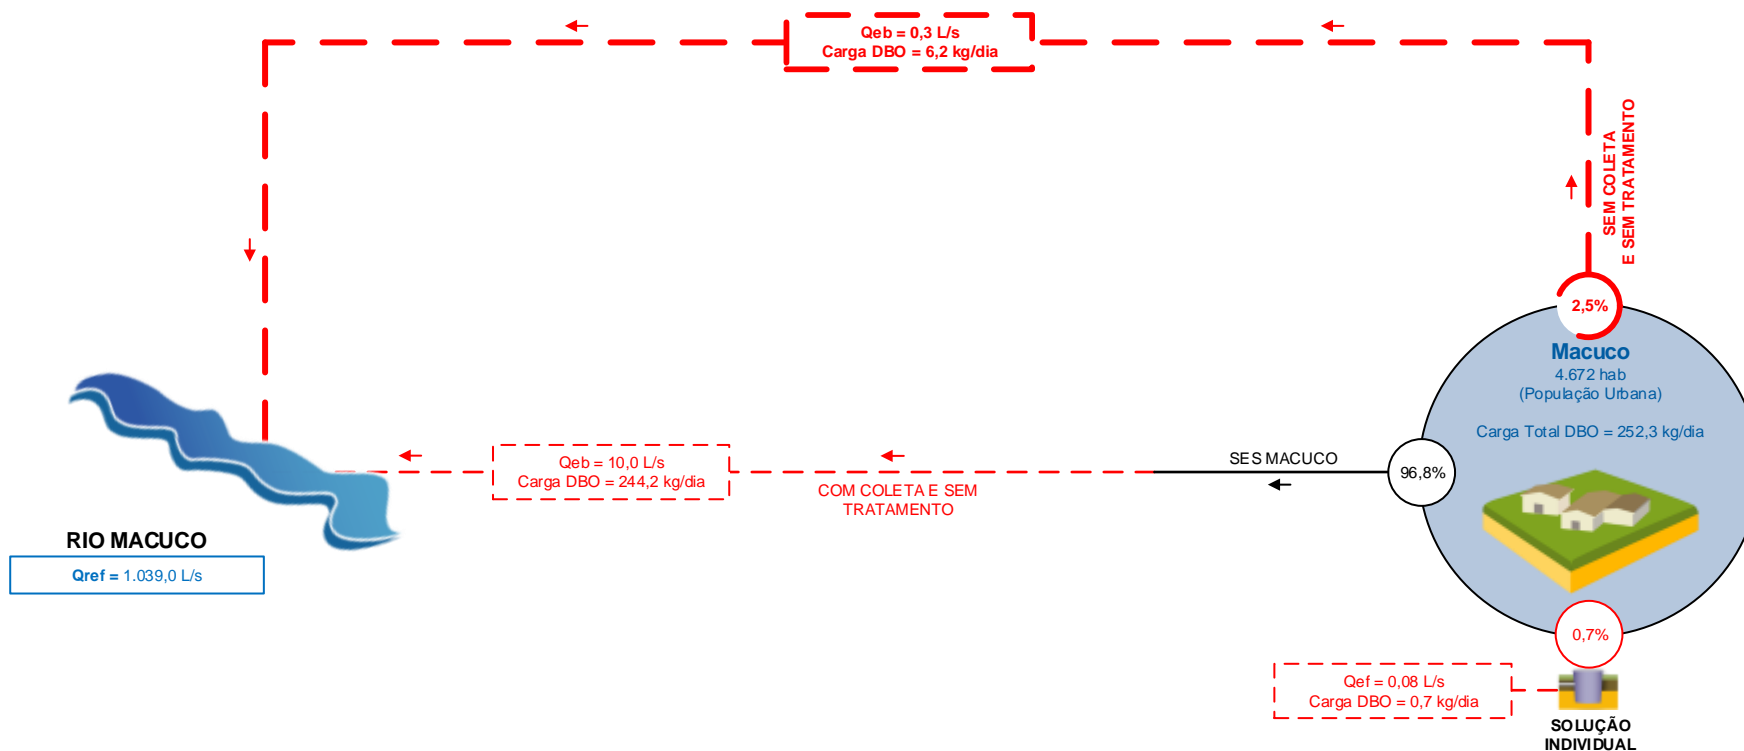 Qeb = 0,3 L/s
Carga DBO = 6,2 kg/dia
SEM COLETA
E SEM TRATAMENTO
2,5%
Macuco
4.672 hab
(População Urbana)
Carga Total DBO = 252,3 kg/dia
96,8%
SES MACUCO
COM COLETA E SEM
TRATAMENTO
Qeb = 10,0 L/s
Carga DBO = 244,2 kg/dia
RIO MACUCO
Qref = 1.039,0 L/s
0,7%
Qef = 0,08 L/s
Carga DBO = 0,7 kg/dia
SOLUÇÃO
INDIVIDUAL